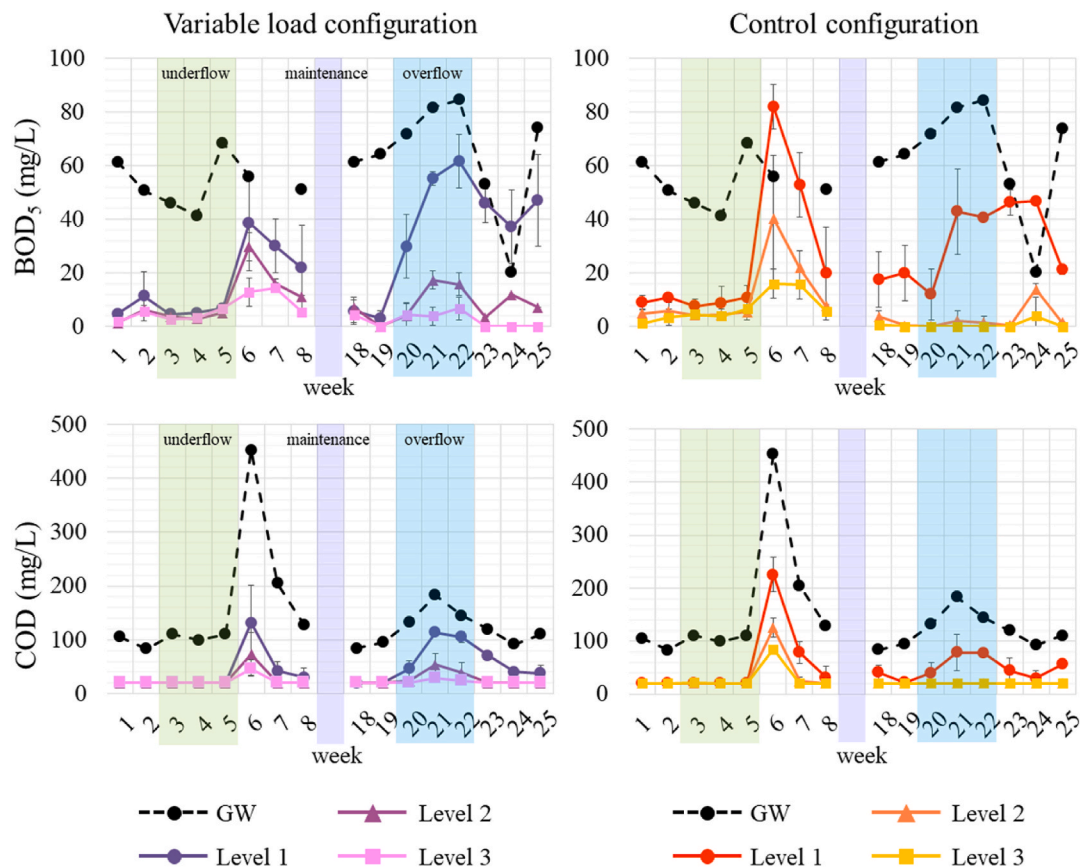 Variable load configuration
Control configuration
BOD5 (mg/L)
100
80
60
40
20
0
underflow
maintenance
overflow
1 2 3 4 5 6 7 8 18 19 20 21 22 23 24 25
week
100
80
60
40
20
0
1 2 3 4 5 6 7 8 18 19 20 21 22 23 24 25
week
COD (mg/L)
500
400
300
200
100
0
underflow
maintenance
overflow
1 2 3 4 5 6 7 8 18 19 20 21 22 23 24 25
week
500
400
300
200
100
0
1 2 3 4 5 6 7 8 18 19 20 21 22 23 24 25
week
GW
Level 2
Level 1
Level 3
GW
Level 2
Level 1
Level 3